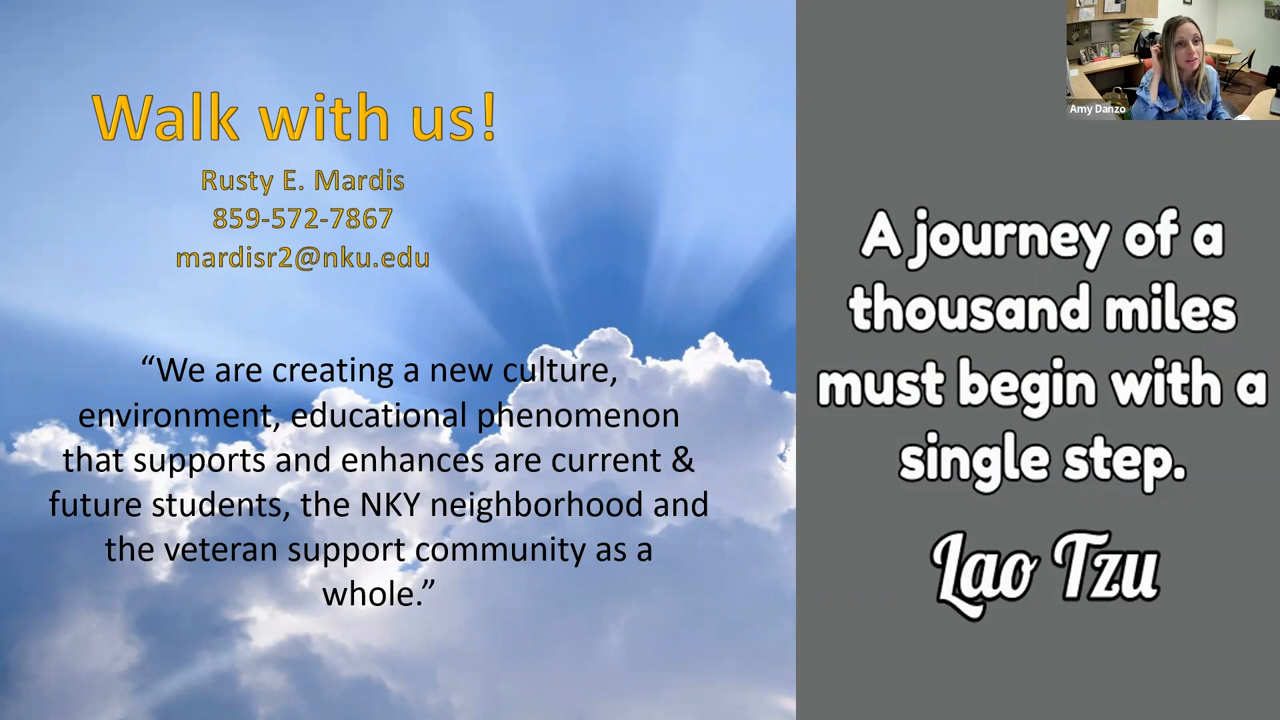 Walk with us!
Rusty E. Mardis
859-572-7867
mardisr2@nku.edu
“We are creating a new culture,
environment, educational phenomenon
that supports and enhances are current &
future students, the NKY neighborhood and
the veteran support community as a
whole.”
Amy Danzo
A journey of a
thousand miles
must begin with a
single step.
Lao Tzu